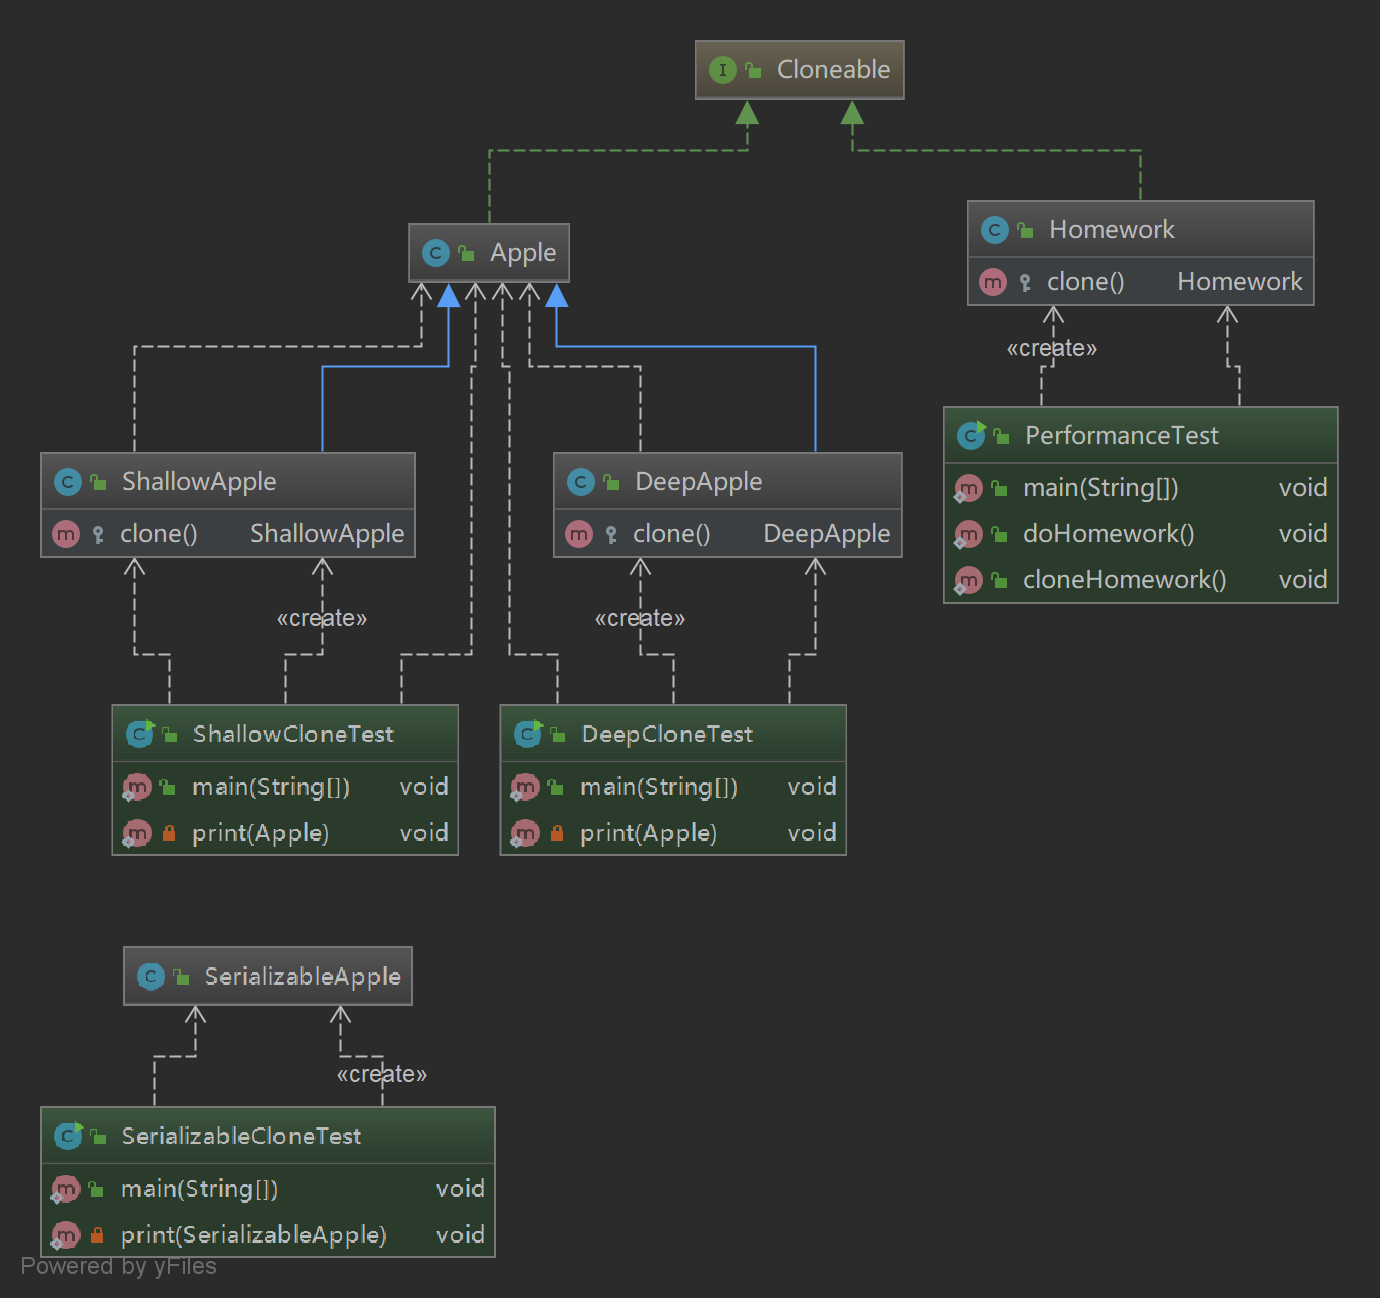 I Cloneable
C Apple
C Homework
m clone() Homework
«create»
C PerformanceTest
m main(String[]) void
m doHomework() void
m cloneHomework() void
C ShallowApple
m clone() ShallowApple
C DeepApple
m clone() DeepApple
«create»
«create»
C ShallowCloneTest
m main(String[]) void
m print(Apple) void
C DeepCloneTest
m main(String[]) void
m print(Apple) void
C SerializableApple
«create»
C SerializableCloneTest
m main(String[]) void
m print(SerializableApple) void
Powered by yFiles